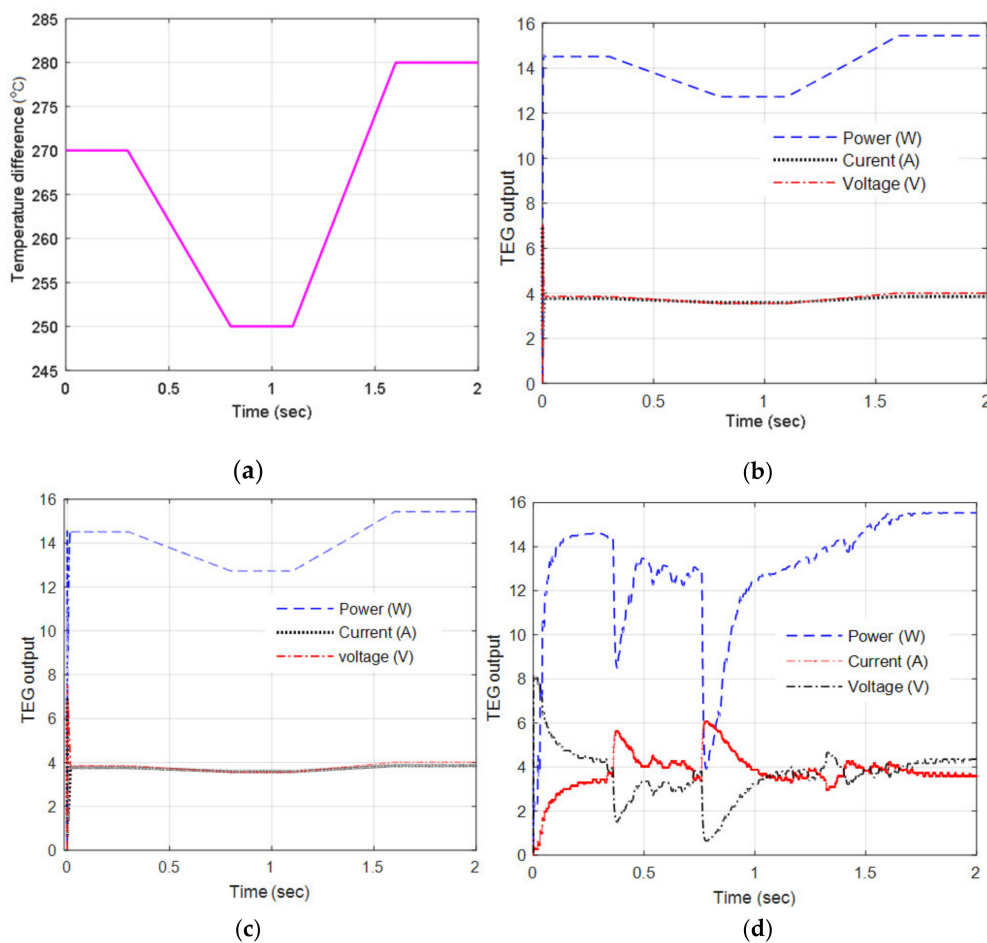 285
280
275
270
265
260
255
250
245
Temperature difference (°C)
0 0.5 1 1.5 2
Time (sec)
(a)
16
14
12
10
8
6
4
2
0
TEG output
Power (W)
Curent (A)
Voltage (V)
0 0.5 1 1.5 2
Time (sec)
(b)
16
14
12
10
8
6
4
2
0
TEG output
Power (W)
Current (A)
voltage (V)
0 0.5 1 1.5 2
Time (sec)
(c)
16
14
12
10
8
6
4
2
0
TEG output
Power (W)
Current (A)
Voltage (V)
0 0.5 1 1.5 2
Time (sec)
(d)